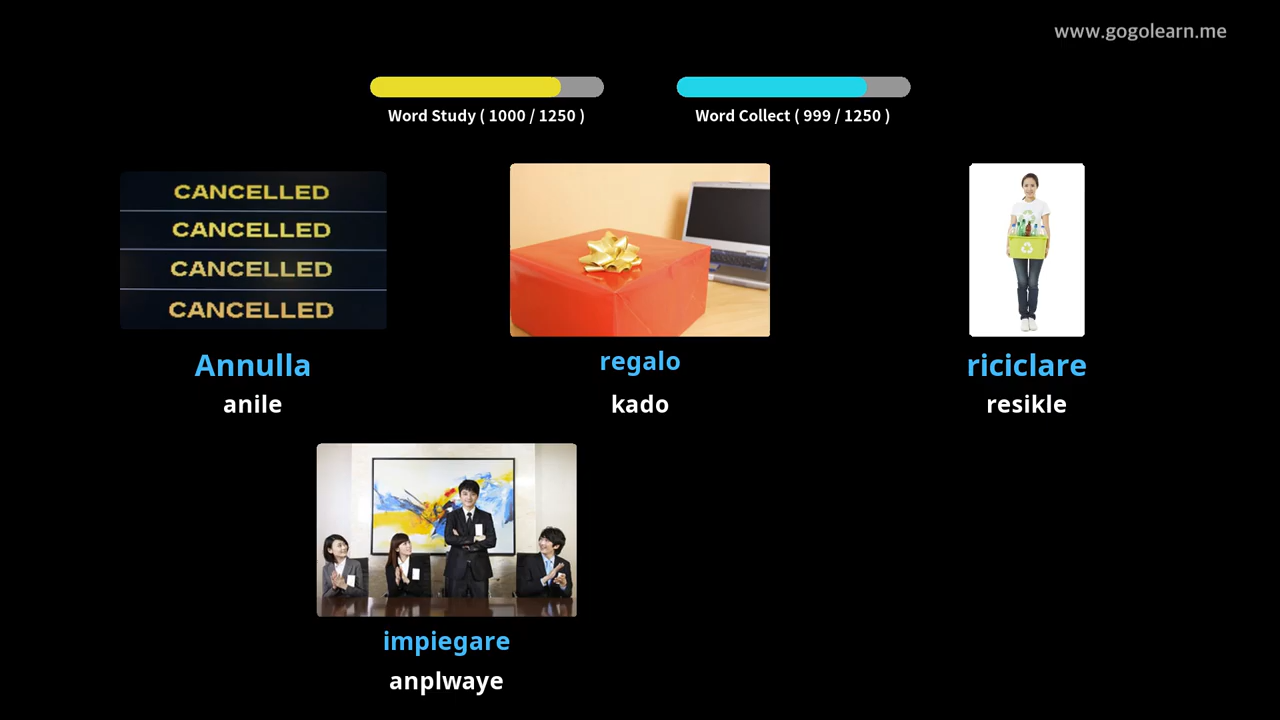 www.gogolearn.me
Word Study ( 1000 / 1250 )
Word Collect ( 999 / 1250 )
CANCELLED
CANCELLED
CANCELLED
CANCELLED
Annulla
anile
regalo
kado
riciclare
resikle
impiegare
anplwaye